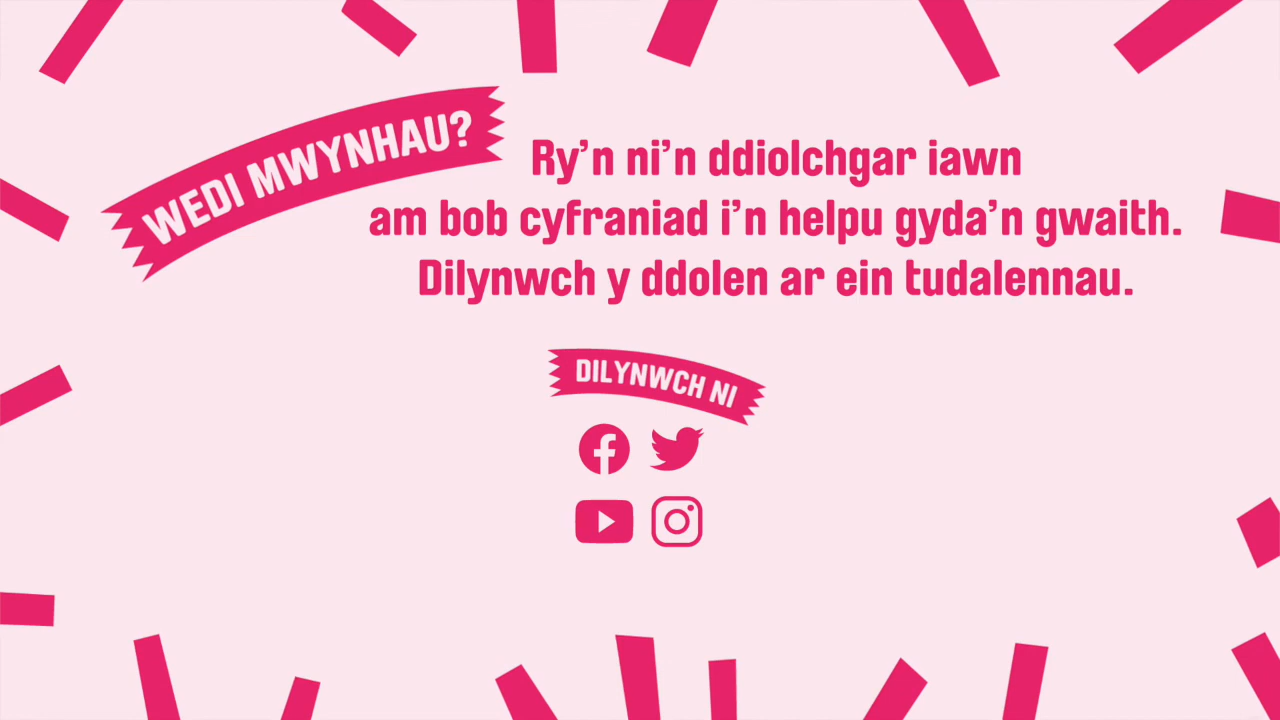 WEDI MWYNHAU?
Ry’n ni’n ddiolchgar iawn
am bob cyfraniad i’n helpu gyda’n gwaith.
Dilynwch y ddolen ar ein tudalennau.
DILYNWCH NI